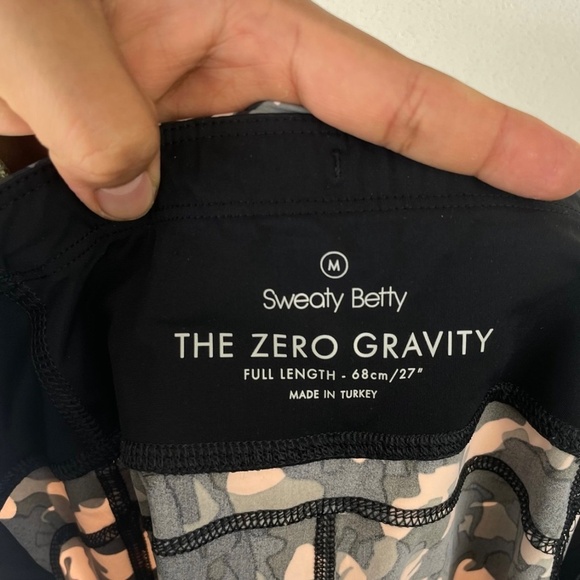 M
Sweaty Betty
THE ZERO GRAVITY
FULL LENGTH - 68cm/27"
MADE IN TURKEY